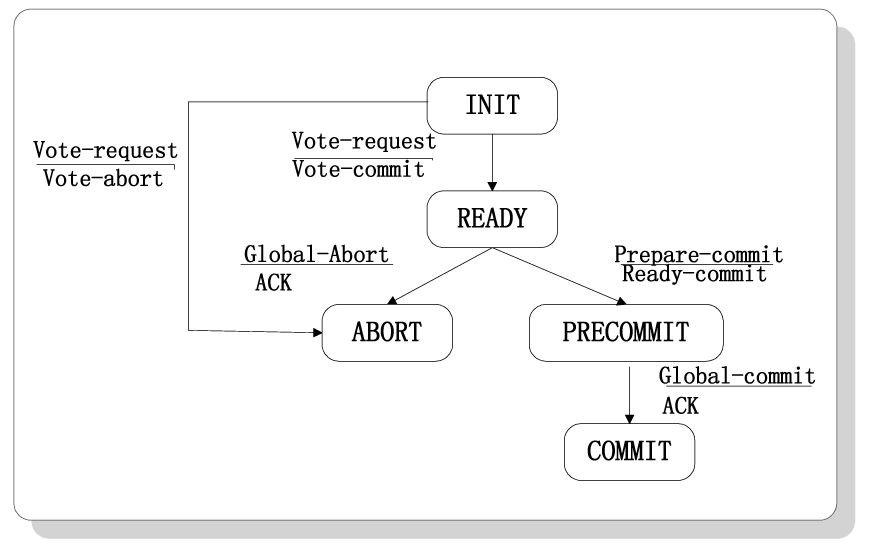 INIT
Vote-request
Vote-abort
Vote-request
Vote-commit
READY
Global-Abort
ACK
Prepare-commit
Ready-commit
ABORT
PRECOMMIT
Global-commit
ACK
COMMIT